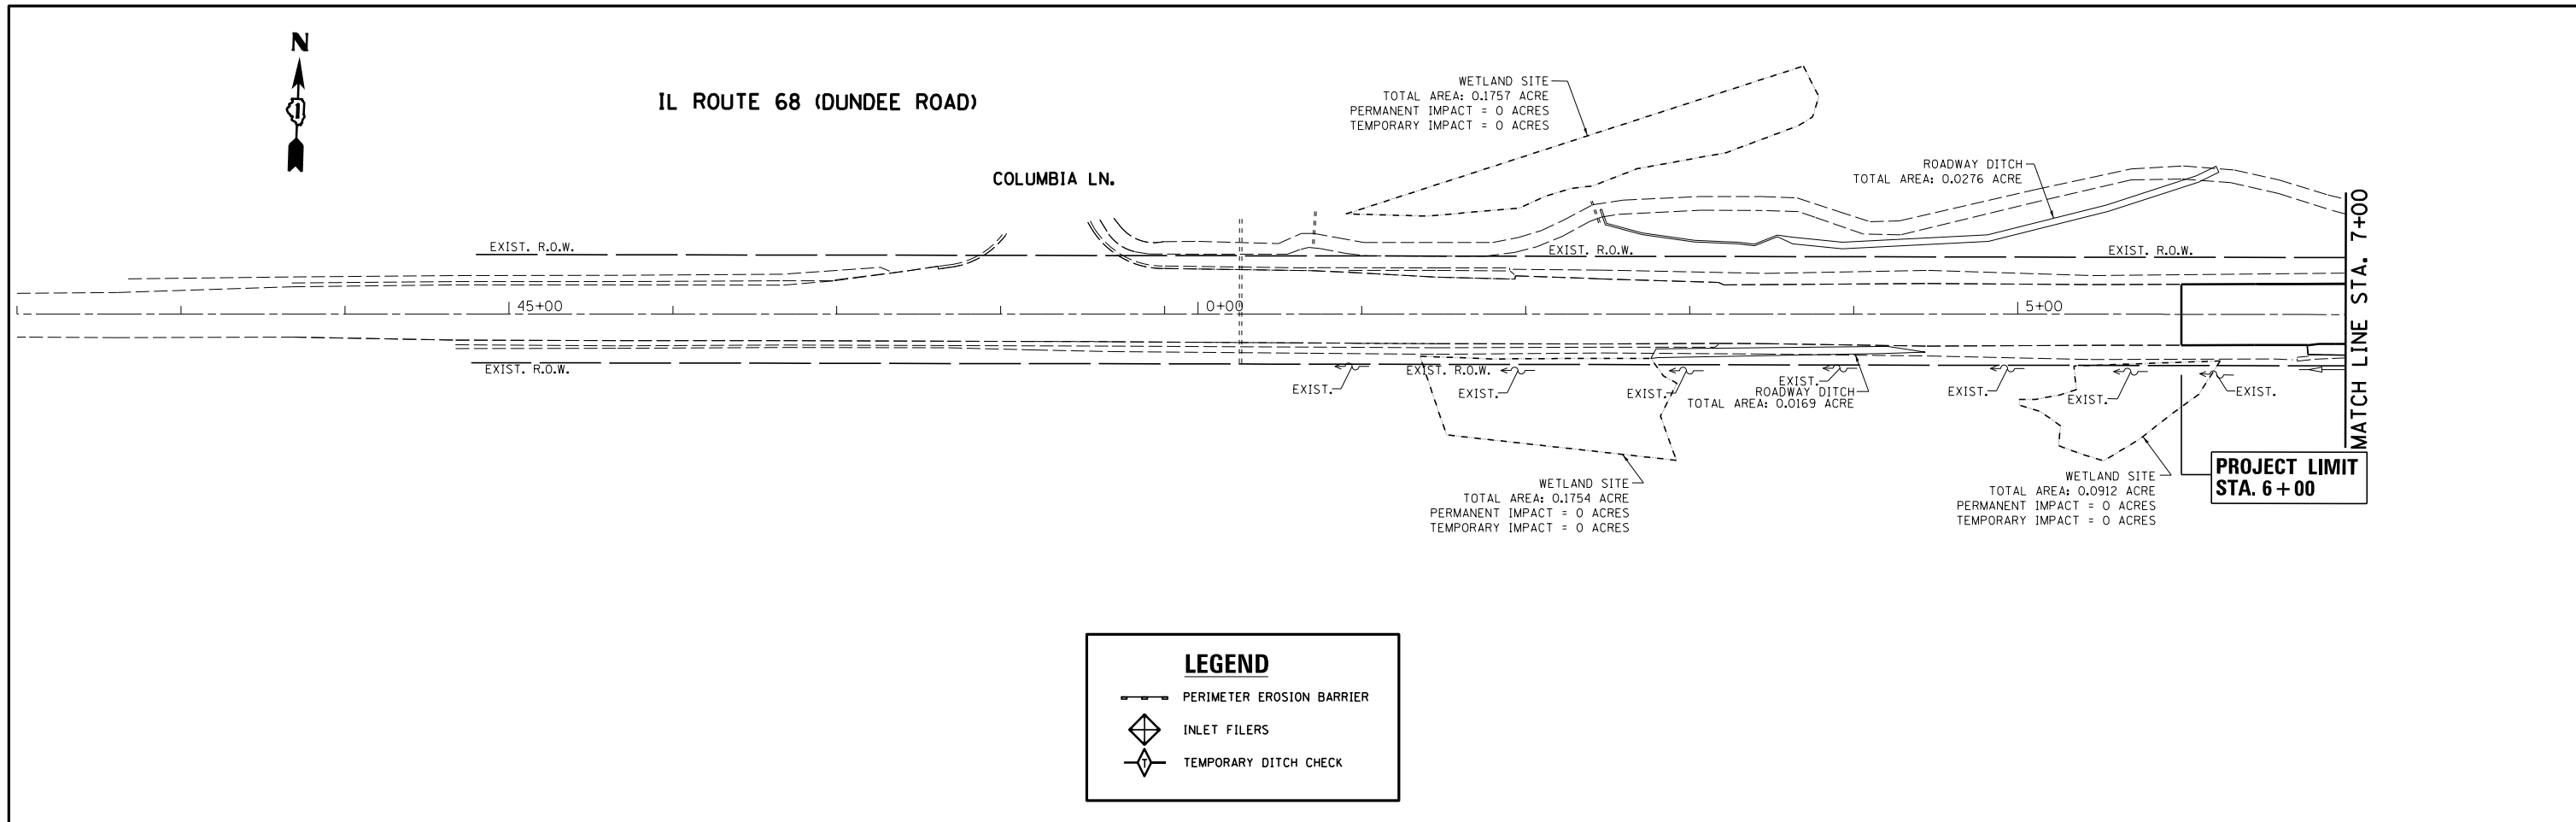 N
1
IL ROUTE 68 (DUNDEE ROAD)
COLUMBIA LN.
WETLAND SITE
TOTAL AREA: 0.1757 ACRE
PERMANENT IMPACT = 0 ACRES
TEMPORARY IMPACT = 0 ACRES
ROADWAY DITCH
TOTAL AREA: 0.0276 ACRE
EXIST. R.O.W.
EXIST. R.O.W.
EXIST. R.O.W.
45+00
0+00
5+00
MATCH LINE STA. 7+00
EXIST. R.O.W.
EXIST. R.O.W.
EXIST.
EXIST.
EXIST.
EXIST.
EXIST.
EXIST.
EXIST.
ROADWAY DITCH
TOTAL AREA: 0.0169 ACRE
WETLAND SITE
TOTAL AREA: 0.1754 ACRE
PERMANENT IMPACT = 0 ACRES
TEMPORARY IMPACT = 0 ACRES
WETLAND SITE
TOTAL AREA: 0.0912 ACRE
PERMANENT IMPACT = 0 ACRES
TEMPORARY IMPACT = 0 ACRES
PROJECT LIMIT
STA. 6+00
LEGEND
PERIMETER EROSION BARRIER
INLET FILERS
T
TEMPORARY DITCH CHECK